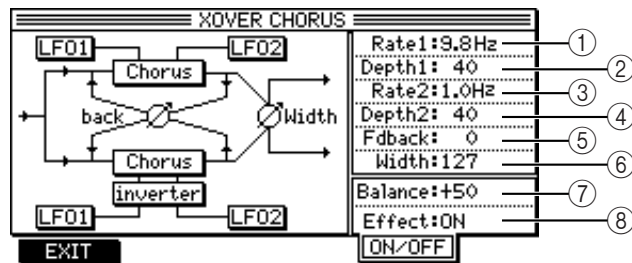 XOVER CHORUS
LFO1
LFO2
Chorus
back
Width
Chorus
inverter
LFO1
LFO2
Rate1:9.8Hz
Depth1: 40
Rate2:1.0Hz
Depth2: 40
Fdback: 0
Width:127
Balance:+50
Effect:ON
EXIT
ON/OFF
①
②
③
④
⑤
⑥
⑦
⑧